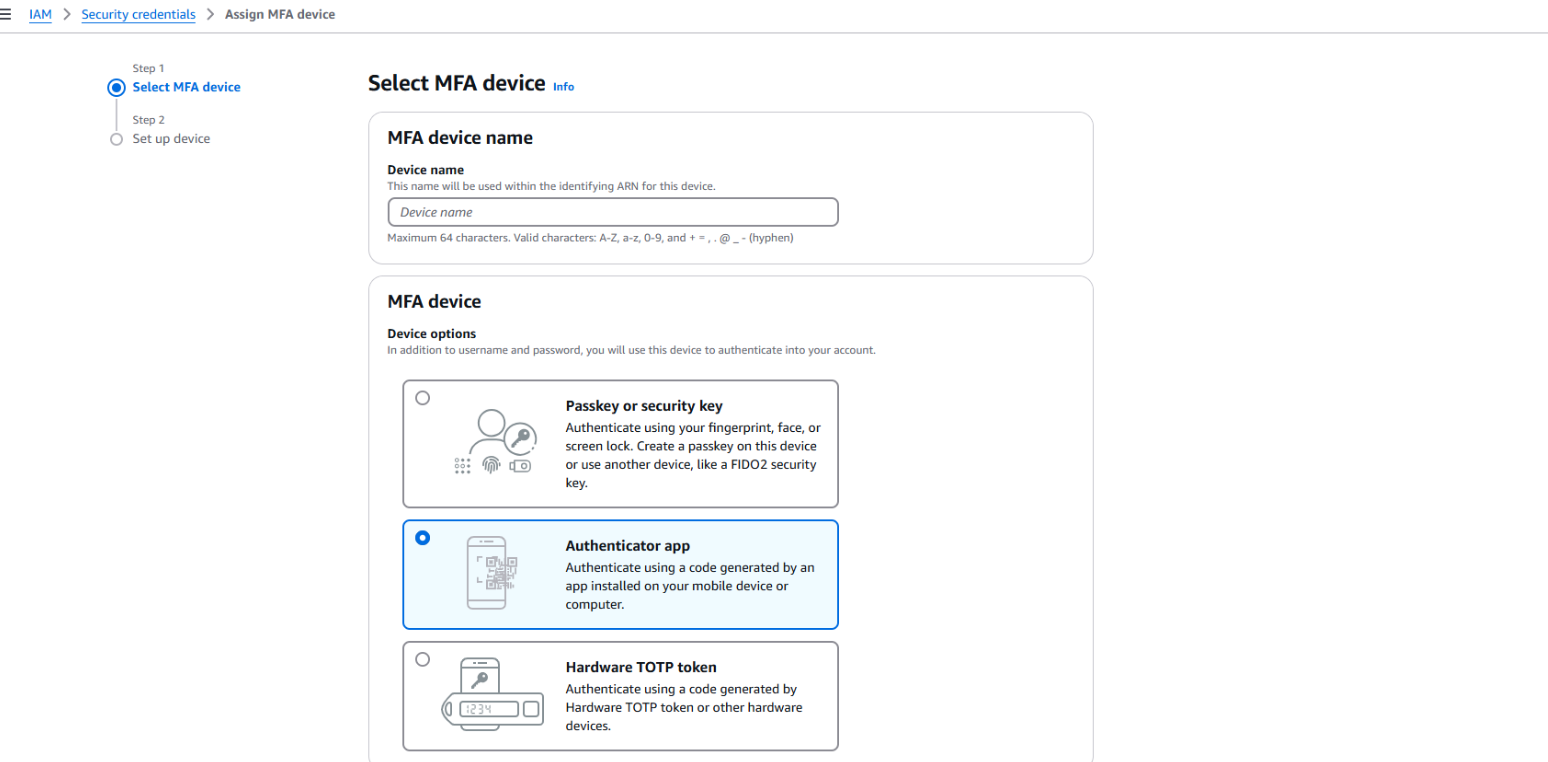 IAM > Security credentials > Assign MFA device
Step 1
Select MFA device
Step 2
Set up device
Select MFA device Info
MFA device name
Device name
This name will be used within the identifying ARN for this device.
Device name
Maximum 64 characters. Valid characters: A-Z, a-z, 0-9, and + = , . @ _ - (hyphen)
MFA device
Device options
In addition to username and password, you will use this device to authenticate into your account.
Passkey or security key
Authenticate using your fingerprint, face, or
screen lock. Create a passkey on this device
or use another device, like a FIDO2 security
key.
Authenticator app
Authenticate using a code generated by an
app installed on your mobile device or
computer.
Hardware TOTP token
1234
Authenticate using a code generated by
Hardware TOTP token or other hardware
devices.